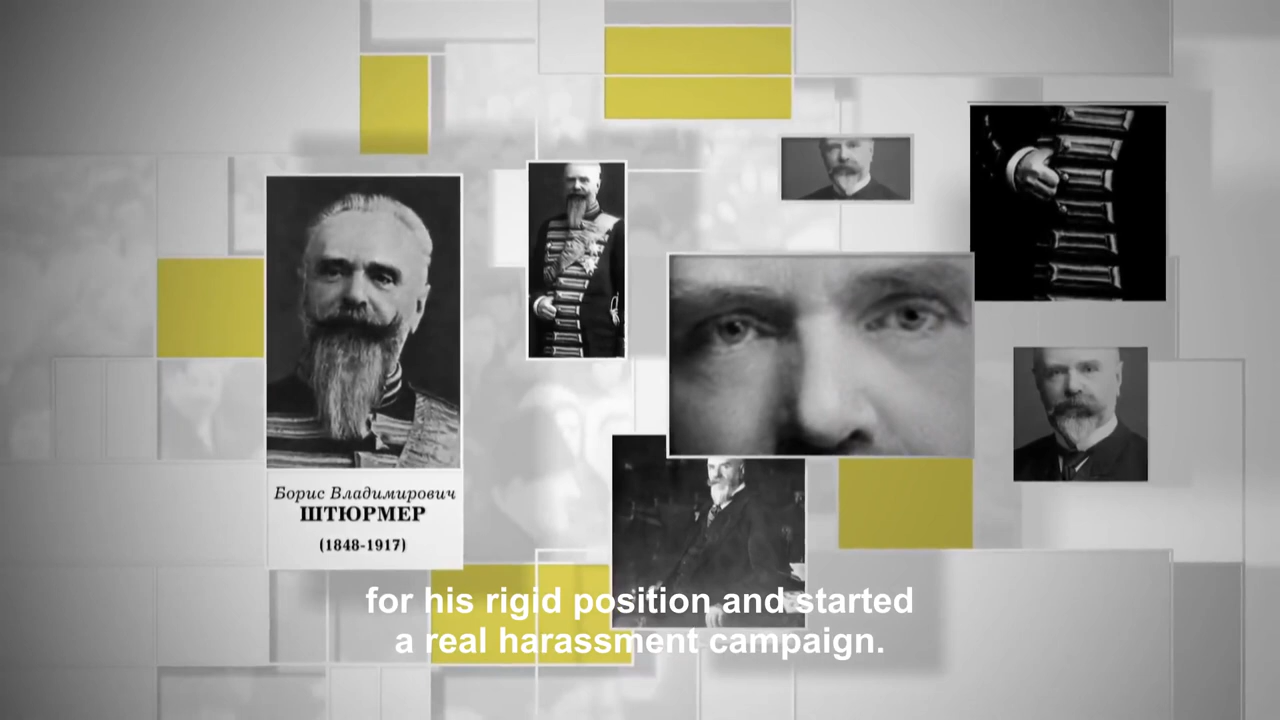 Борис Владимирович
ШТЮРМЕР
(1848-1917)
for his rigid position and started
a real harassment campaign.